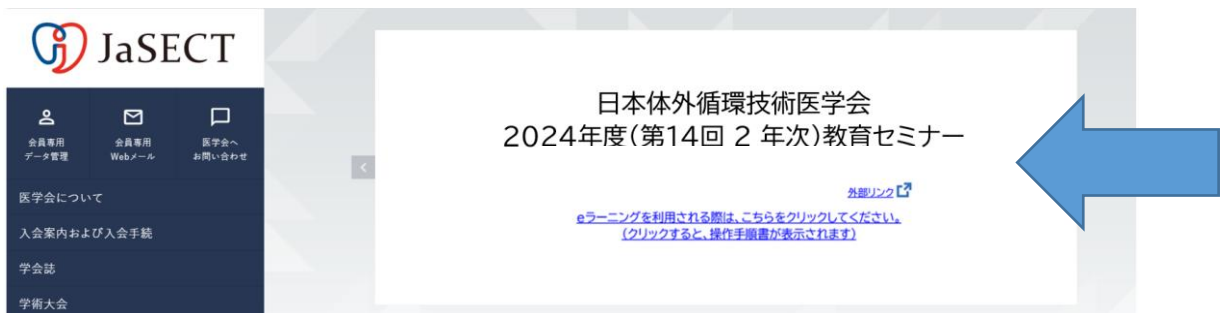 JaSECT
会員専用
データ管理
会員専用
Webメール
医学会へ
お問い合わせ
医学会について
入会案内および入会手続
学会誌
学術大会
日本体外循環技術医学会
2024年度(第14回 2 年次)教育セミナー
外部リンク
eラーニングを利用される際は、こちらをクリックしてください。
(クリックすると、操作手順書が表示されます)